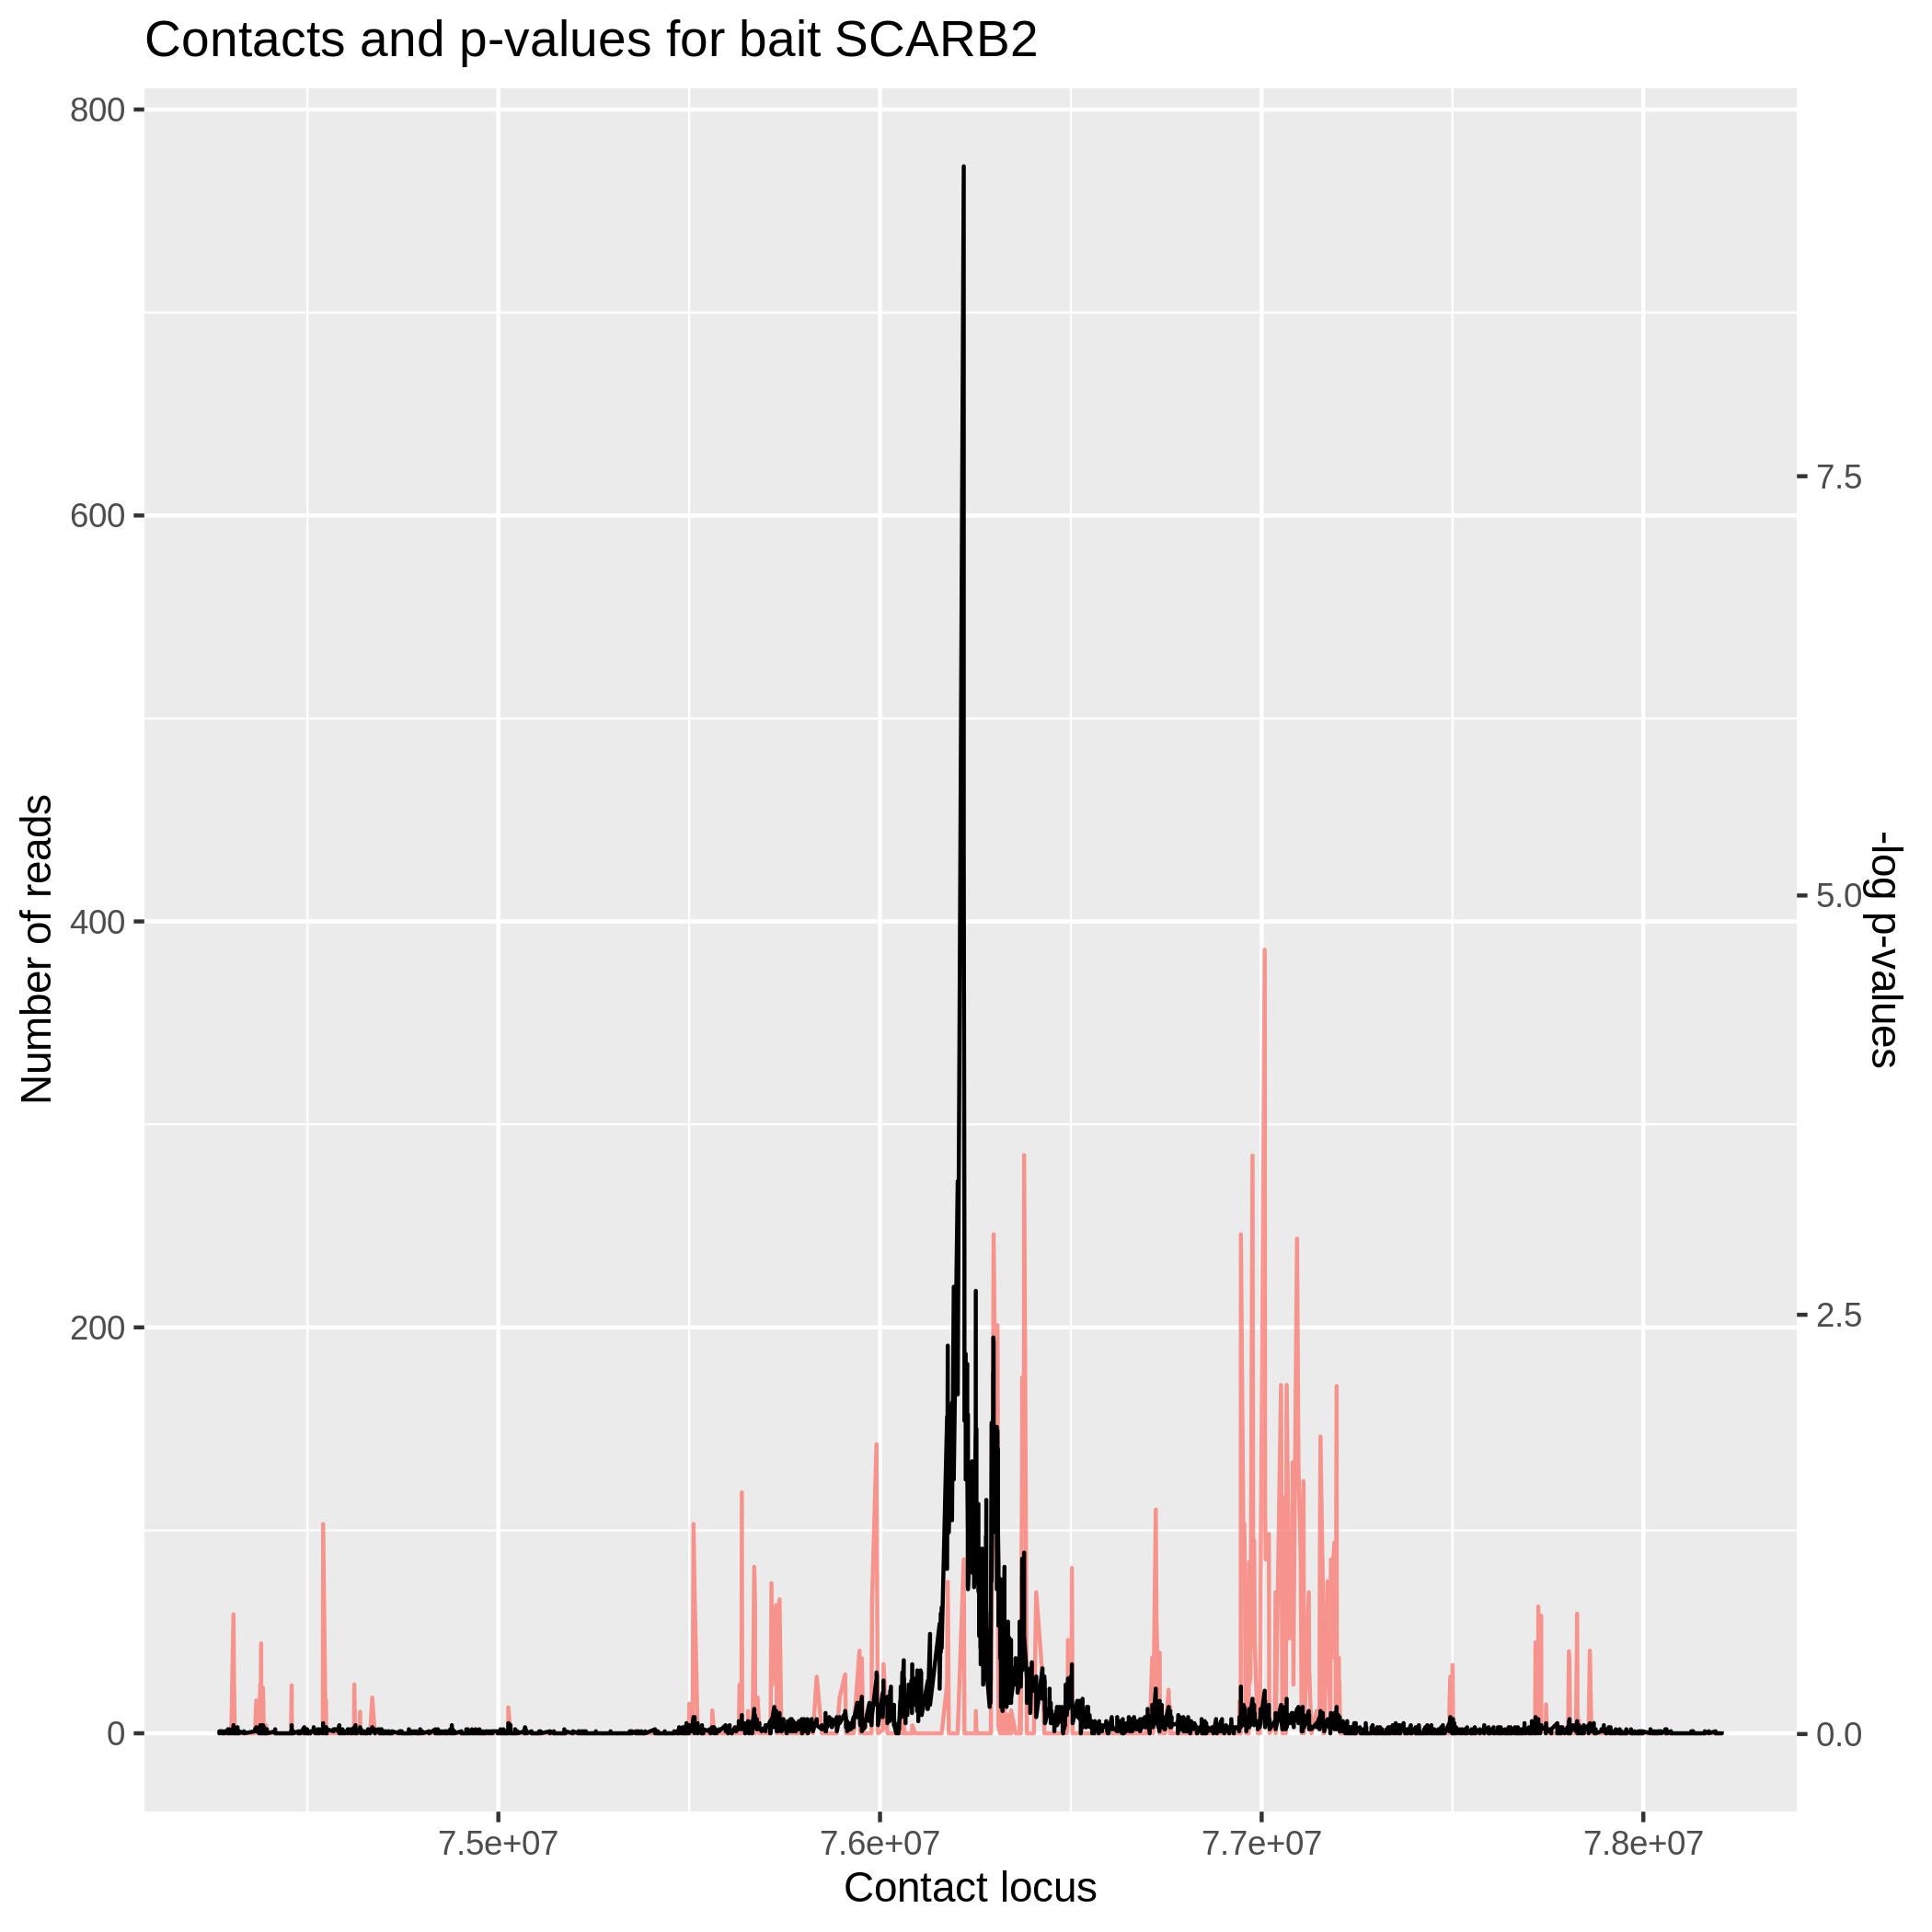 Contacts and p-values for bait SCARB2
800
600
400
200
0
Number of reads
7.5
5.0
2.5
0.0
-log p-values
7.5e+07
7.6e+07
7.7e+07
7.8e+07
Contact locus